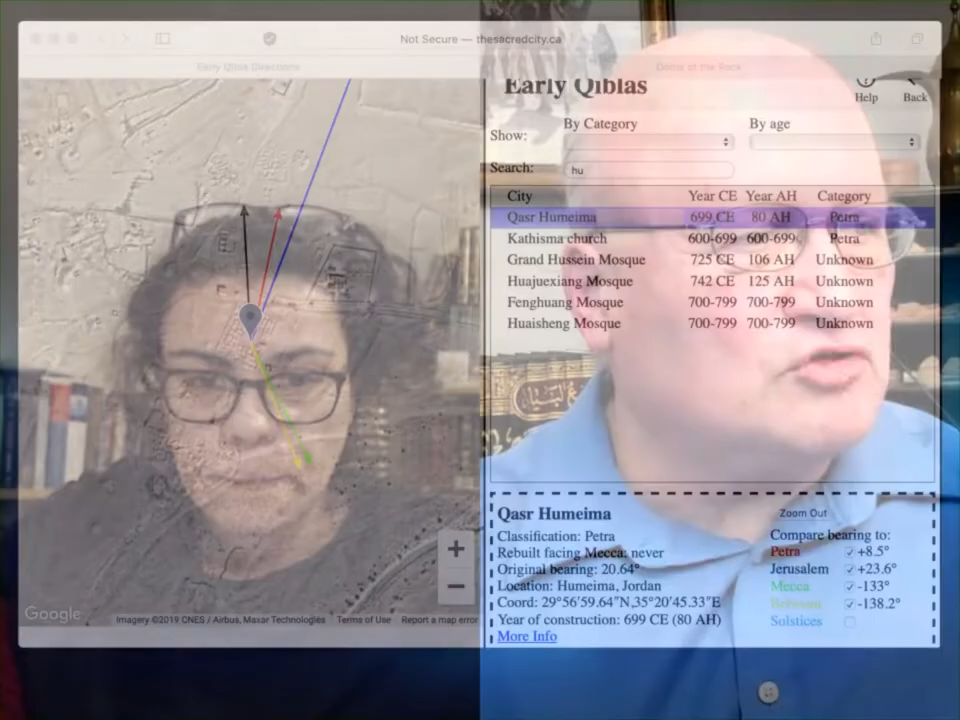 Not Secure — thesacredcity.ca
Early Qiblas Directions
Dome of the Rock
Early Qiblas
Help
Back
Show:
By Category
By age
Search:
hu
City Year CE Year AH Category
Qasr Humeima 699 CE 80 AH Petra
Kathisma church 600-699 600-699 Petra
Grand Hussein Mosque 725 CE 106 AH Unknown
Huajuexiang Mosque 742 CE 125 AH Unknown
Fenghuang Mosque 700-799 700-799 Unknown
Huaisheng Mosque 700-799 700-799 Unknown
Qasr Humeima
Classification: Petra
Rebuilt facing Mecca: never
Original bearing: 20.64°
Location: Humeima, Jordan
Coord: 29°56'59.64"N,35°20'45.33"E
Year of construction: 699 CE (80 AH)
More Info
Zoom Out
Compare bearing to:
Petra +8.5°
Jerusalem +23.6°
Mecca -133°
-138.2°
Solstices
Google
Imagery ©2019 CNES / Airbus, Maxar Technologies
Terms of Use
Report a map error